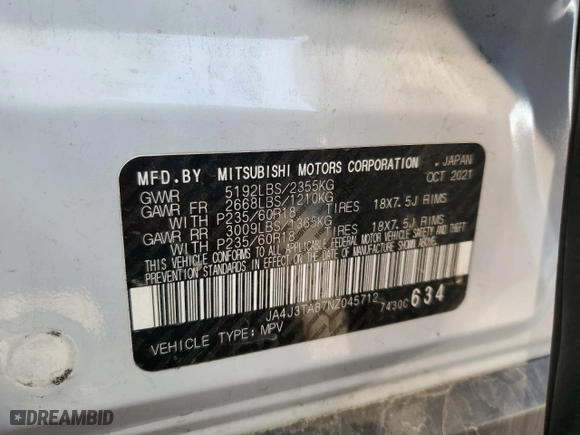 MFD.BY MITSUBISHI MOTORS CORPORATION , JAPAN
GVWR 5192LBS/2355KG OCT 2021
GAWR FR 2668LBS/1210KG
WITH P235/60R18 TIRES 18X7.5J RIMS
GAWR RR 3009LBS/1365KG
WITH P235/60R18 TIRES 18X7.5J RIMS
THIS VEHICLE CONFORMS TO ALL APPLICABLE FEDERAL MOTOR VEHICLE SAFETY AND THEFT
PREVENTION STANDARDS IN EFFECT ON THE DATE OF MANUFACTURE SHOWN ABOVE.
JA4J3TA87NZ045712 7430C 634
VEHICLE TYPE: MPV
DREAMBID